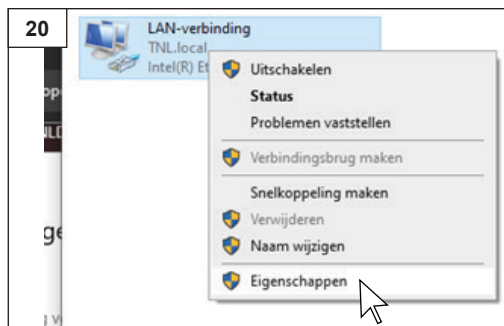 20
LAN-verbinding
TNL.local
Intel(R) Et
Uitschakelen
Status
Problemen vaststellen
Verbindingsbrug maken
Snelkoppeling maken
Verwijderen
Naam wijzigen
Eigenschappen